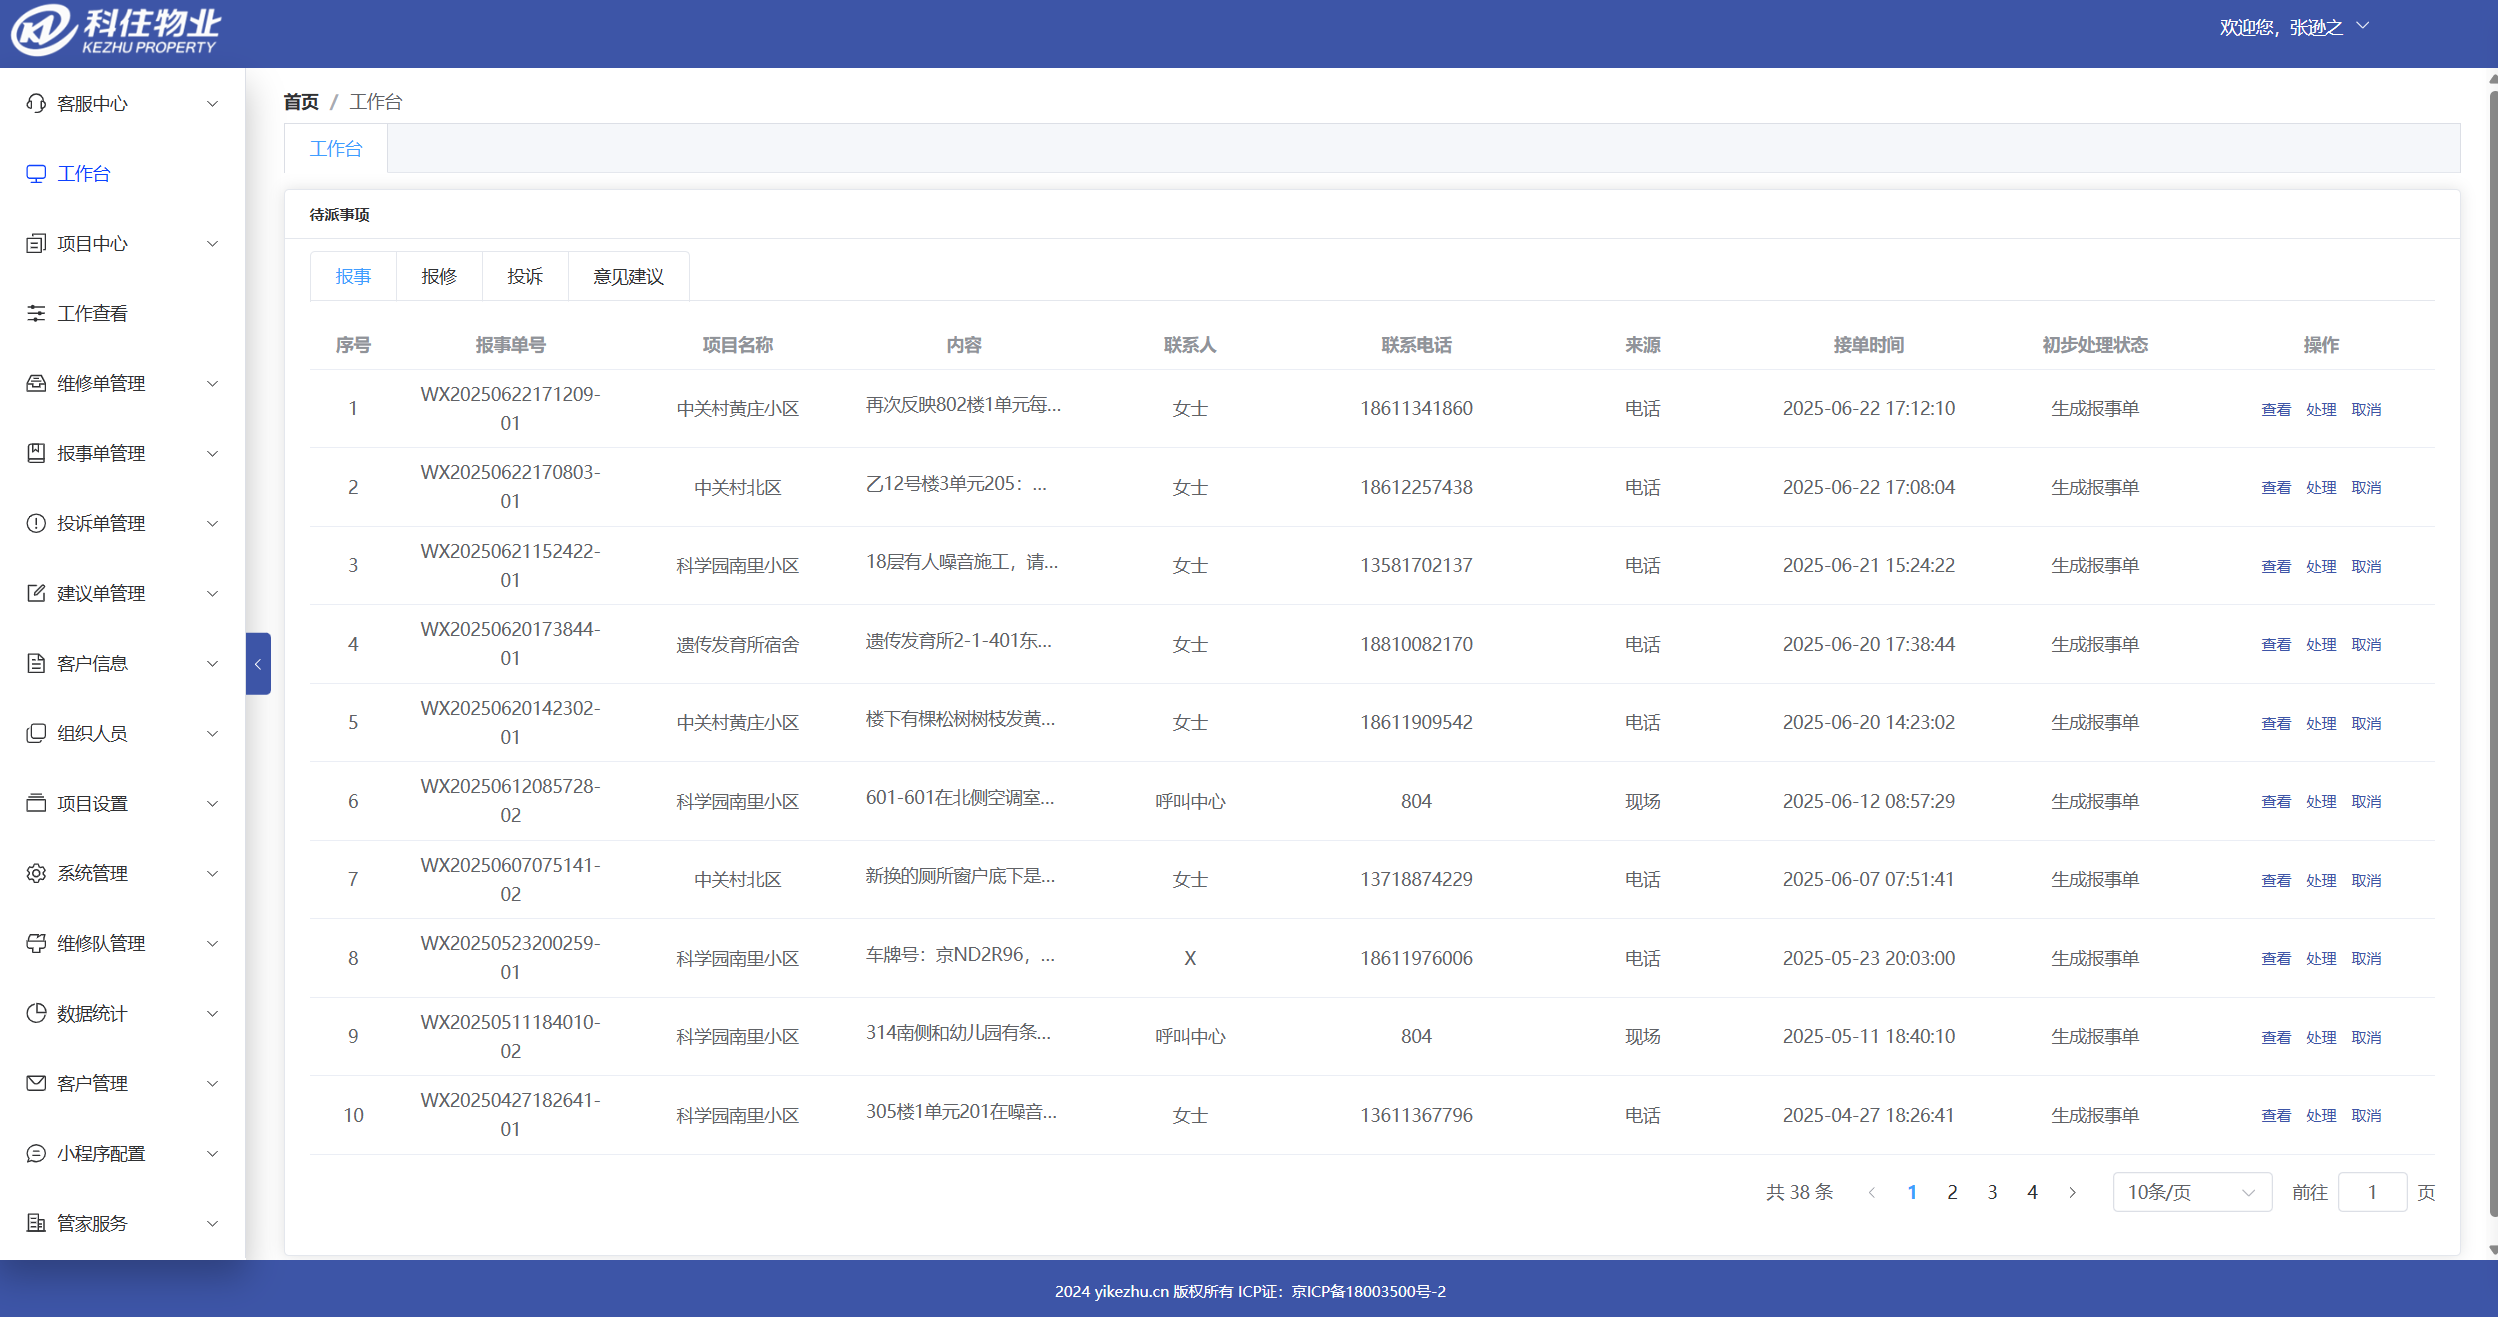 科住物业
KEZHU PROPERTY
欢迎您，张逊之
客服中心
工作台
项目中心
工作查看
维修单管理
报事单管理
投诉单管理
建议单管理
客户信息
组织人员
项目设置
系统管理
维修队管理
数据统计
客户管理
小程序配置
管家服务
首页 / 工作台
工作台
待派事项
报事 报修 投诉 意见建议
序号 报事单号 项目名称 内容 联系人 联系电话 来源 接单时间 初步处理状态 操作
1 WX20250622171209-01 中关村黄庄小区 再次反映802楼1单元每... 女士 18611341860 电话 2025-06-22 17:12:10 生成报事单 查看 处理 取消
2 WX20250622170803-01 中关村北区 乙12号楼3单元205：... 女士 18612257438 电话 2025-06-22 17:08:04 生成报事单 查看 处理 取消
3 WX20250621152422-01 科学园南里小区 18层有人噪音施工，请... 女士 13581702137 电话 2025-06-21 15:24:22 生成报事单 查看 处理 取消
4 WX20250620173844-01 遗传发育所宿舍 遗传发育所2-1-401东... 女士 18810082170 电话 2025-06-20 17:38:44 生成报事单 查看 处理 取消
5 WX20250620142302-01 中关村黄庄小区 楼下有棵松树树枝发黄... 女士 18611909542 电话 2025-06-20 14:23:02 生成报事单 查看 处理 取消
6 WX20250612085728-02 科学园南里小区 601-601在北侧空调室... 呼叫中心 804 现场 2025-06-12 08:57:29 生成报事单 查看 处理 取消
7 WX20250607075141-02 中关村北区 新换的厕所窗户底下是... 女士 13718874229 电话 2025-06-07 07:51:41 生成报事单 查看 处理 取消
8 WX20250523200259-01 科学园南里小区 车牌号：京ND2R96，... X 18611976006 电话 2025-05-23 20:03:00 生成报事单 查看 处理 取消
9 WX20250511184010-02 科学园南里小区 314南侧和幼儿园有条... 呼叫中心 804 现场 2025-05-11 18:40:10 生成报事单 查看 处理 取消
10 WX20250427182641-01 科学园南里小区 305楼1单元201在噪音... 女士 13611367796 电话 2025-04-27 18:26:41 生成报事单 查看 处理 取消
共 38 条 1 2 3 4 10条/页 前往 1 页
2024 yikezhu.cn 版权所有 ICP证：京ICP备18003500号-2